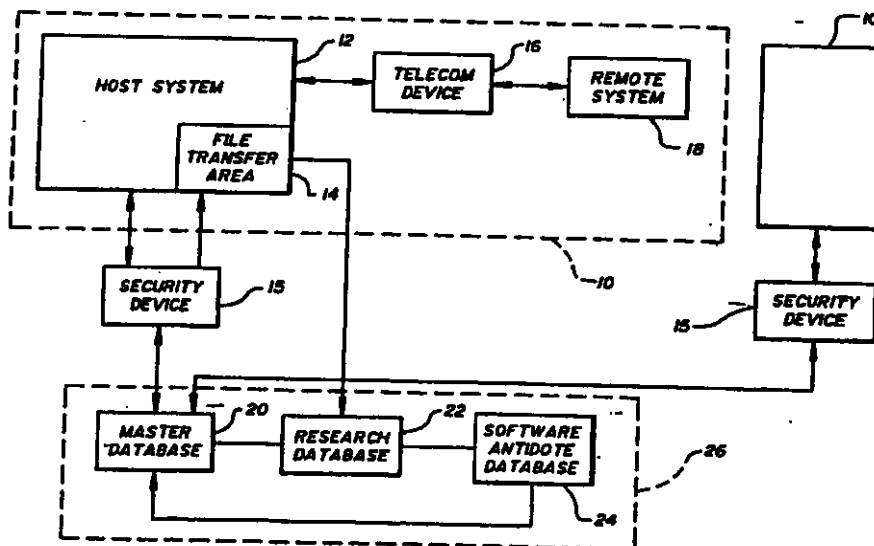 12
16
10
HOST SYSTEM
TELECOM
DEVICE
REMOTE
SYSTEM
FILE
TRANSFER
AREA
14
18
10
SECURITY
DEVICE
15
SECURITY
DEVICE
15
MASTER
DATABASE
20
RESEARCH
DATABASE
22
SOFTWARE
ANTIDOTE
DATABASE
24
26